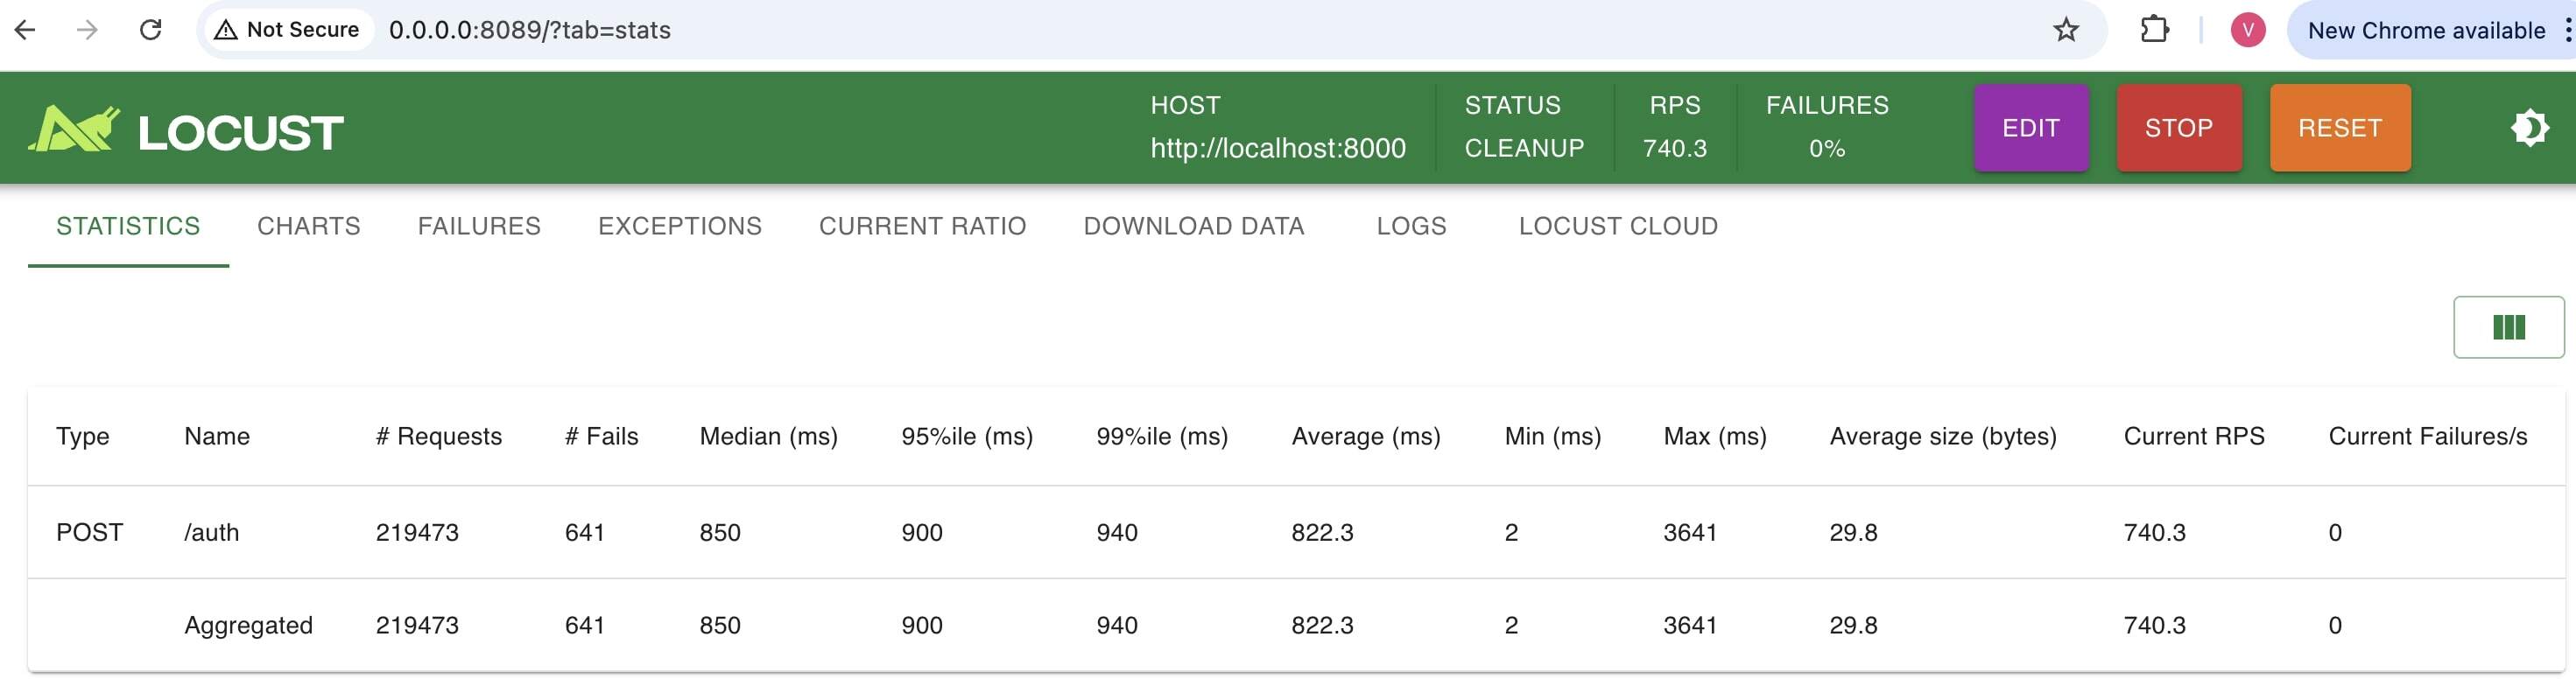 Not Secure 0.0.0.0:8089/?tab=stats V New Chrome available
LOCUST
HOST STATUS RPS FAILURES
http://localhost:8000 CLEANUP 740.3 0%
EDIT STOP RESET
STATISTICS CHARTS FAILURES EXCEPTIONS CURRENT RATIO DOWNLOAD DATA LOGS LOCUST CLOUD
Type Name # Requests # Fails Median (ms) 95%ile (ms) 99%ile (ms) Average (ms) Min (ms) Max (ms) Average size (bytes) Current RPS Current Failures/s
POST /auth 219473 641 850 900 940 822.3 2 3641 29.8 740.3 0
Aggregated 219473 641 850 900 940 822.3 2 3641 29.8 740.3 0